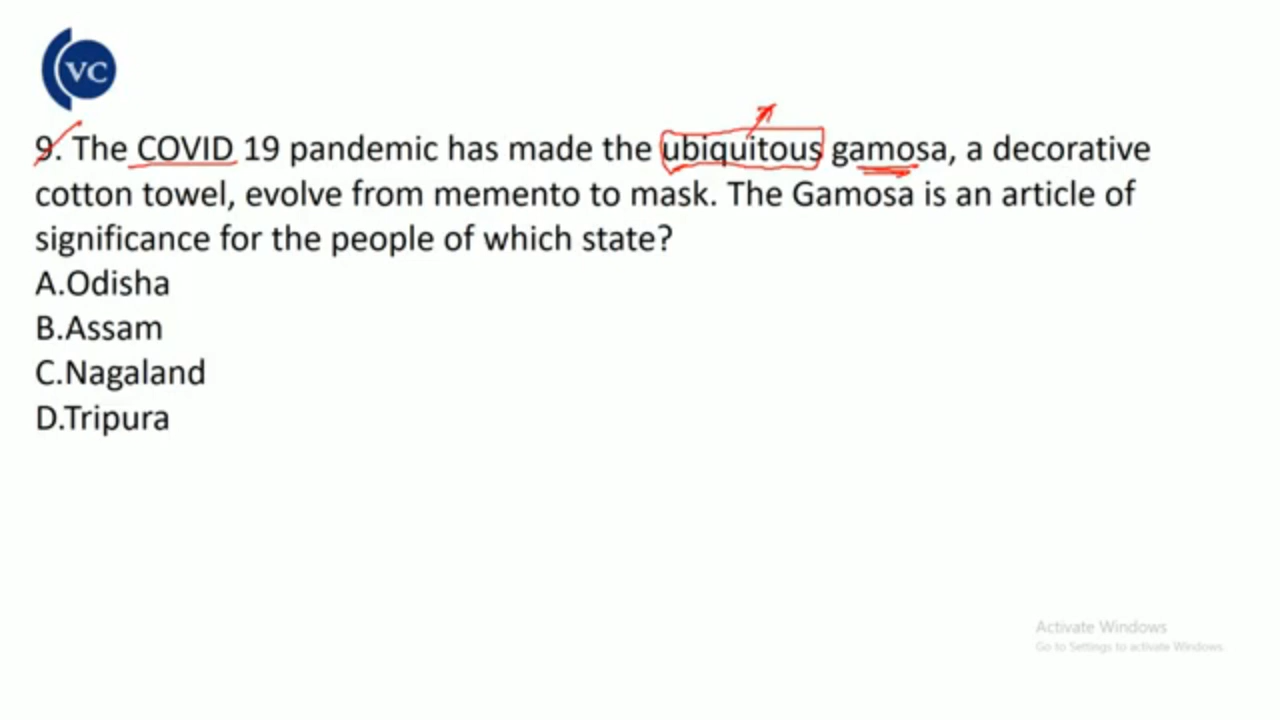 VC
9. The COVID 19 pandemic has made the ubiquitous gamosa, a decorative
cotton towel, evolve from memento to mask. The Gamosa is an article of
significance for the people of which state?
A.Odisha
B.Assam
C.Nagaland
D.Tripura
Activate Windows
Go to Settings to activate Windows.